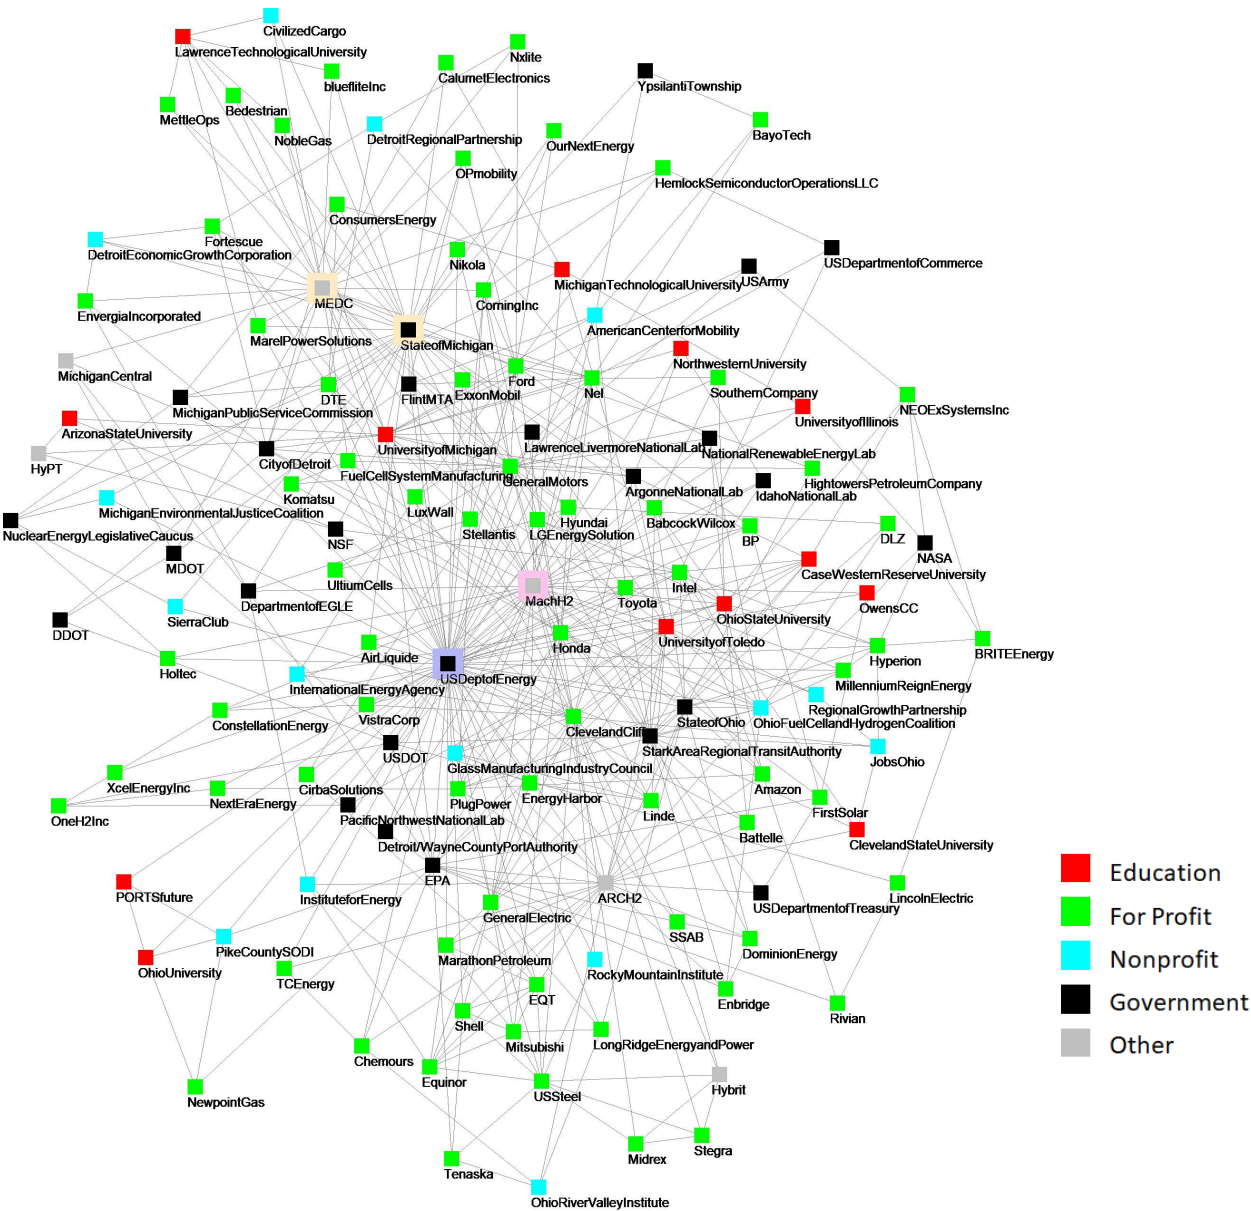 CivilizedCargo
LawrenceTechnologicalUniversity
Nxlite
CalumetElectronics
bluefliteInc
YpsilantiTownship
Bedestrian
MettleOps
NobleGas
DetroitRegionalPartnership
OurNextEnergy
BayoTech
OPmobility
HemlockSemiconductorOperationsLLC
ConsumersEnergy
Fortescue
DetroitEconomicGrowthCorporation
Nikola
MichiganTechnologicalUniversity
USArmy
USDepartmentofCommerce
MEDC
CorningInc
EnvergiaIncorporated
AmericanCenterforMobility
MarelPowerSolutions
StateofMichigan
NorthwesternUniversity
MichiganCentral
DTE
FlintMTA
ExxonMobil
Ford
Nel
SouthernCompany
MichiganPublicServiceCommission
NEOExSystemsInc
UniversityofIllinois
ArizonaStateUniversity
UniversityofMichigan
LawrenceLivermoreNationalLab
NationalRenewableEnergyLab
HyPT
CityofDetroit
FuelCellSystemManufacturing
GeneralMotors
HightowersPetroleumCompany
ArgonneNationalLab
IdahoNationalLab
Komatsu
MichiganEnvironmentalJusticeCoalition
LuxWall
Hyundai
BabcockWilcox
NuclearEnergyLegislativeCaucus
NSF
Stellantis
LGEnergySolution
BP
DLZ
NASA
MDOT
UltiumCells
CaseWesternReserveUniversity
DepartmentofEGLE
MachH2
Toyota
Intel
OwensCC
SierraClub
OhioStateUniversity
DDOT
UniversityofToledo
AirLiquide
Honda
BRITEEnergy
Holtec
Hyperion
USDeptofEnergy
InternationalEnergyAgency
MillenniumReignEnergy
RegionalGrowthPartnership
ConstellationEnergy
VistraCorp
StateofOhio
OhioFuelCellandHydrogenCoalition
ClevelandCliffs
StarkAreaRegionalTransitAuthority
USDOT
GlassManufacturingIndustryCouncil
JobsOhio
XcelEnergyInc
CirbaSolutions
Amazon
NextEraEnergy
PlugPower
EnergyHarbor
OneH2Inc
PacificNorthwestNationalLab
Linde
FirstSolar
Detroit/WayneCountyPortAuthority
Battelle
ClevelandStateUniversity
EPA
PORTSfuture
InstituteforEnergy
ARCH2
USDepartmentofTreasury
LincolnElectric
Education
GeneralElectric
For Profit
SSAB
PikeCountySODI
DominionEnergy
MarathonPetroleum
Nonprofit
OhioUniversity
TCEnergy
RockyMountainInstitute
EQT
Enbridge
Government
Rivian
Shell
Mitsubishi
LongRidgeEnergyandPower
Other
Chemours
Equinor
Hybrit
USSteel
NewpointGas
Stegra
Midrex
Tenaska
OhioRiverValleyInstitute